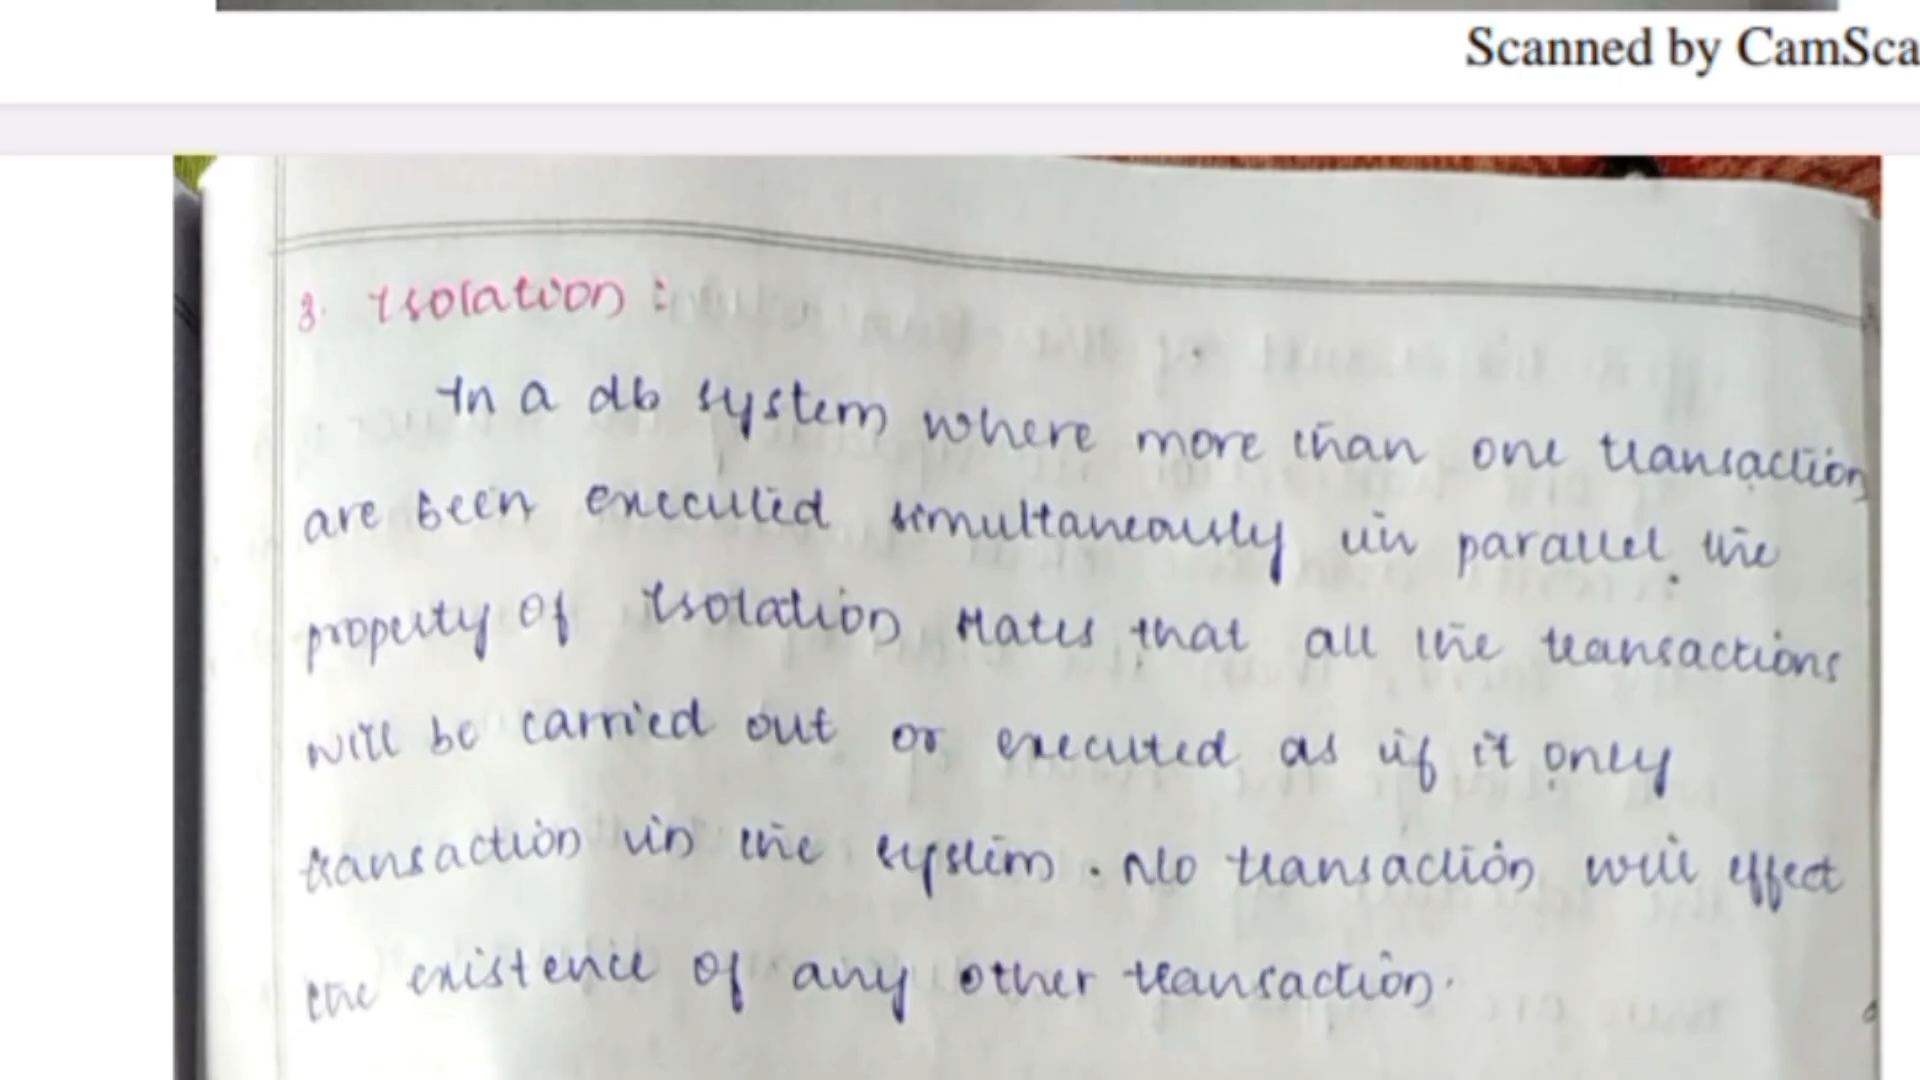 Scanned by CamSca
3. Isolation :
In a db system where more than one transaction
are been executed simultaneously in parallel the
property of Isolation states that all the transactions
will be carried out or executed as if it only
transaction in the system. No transaction will effect
the existence of any other transaction.